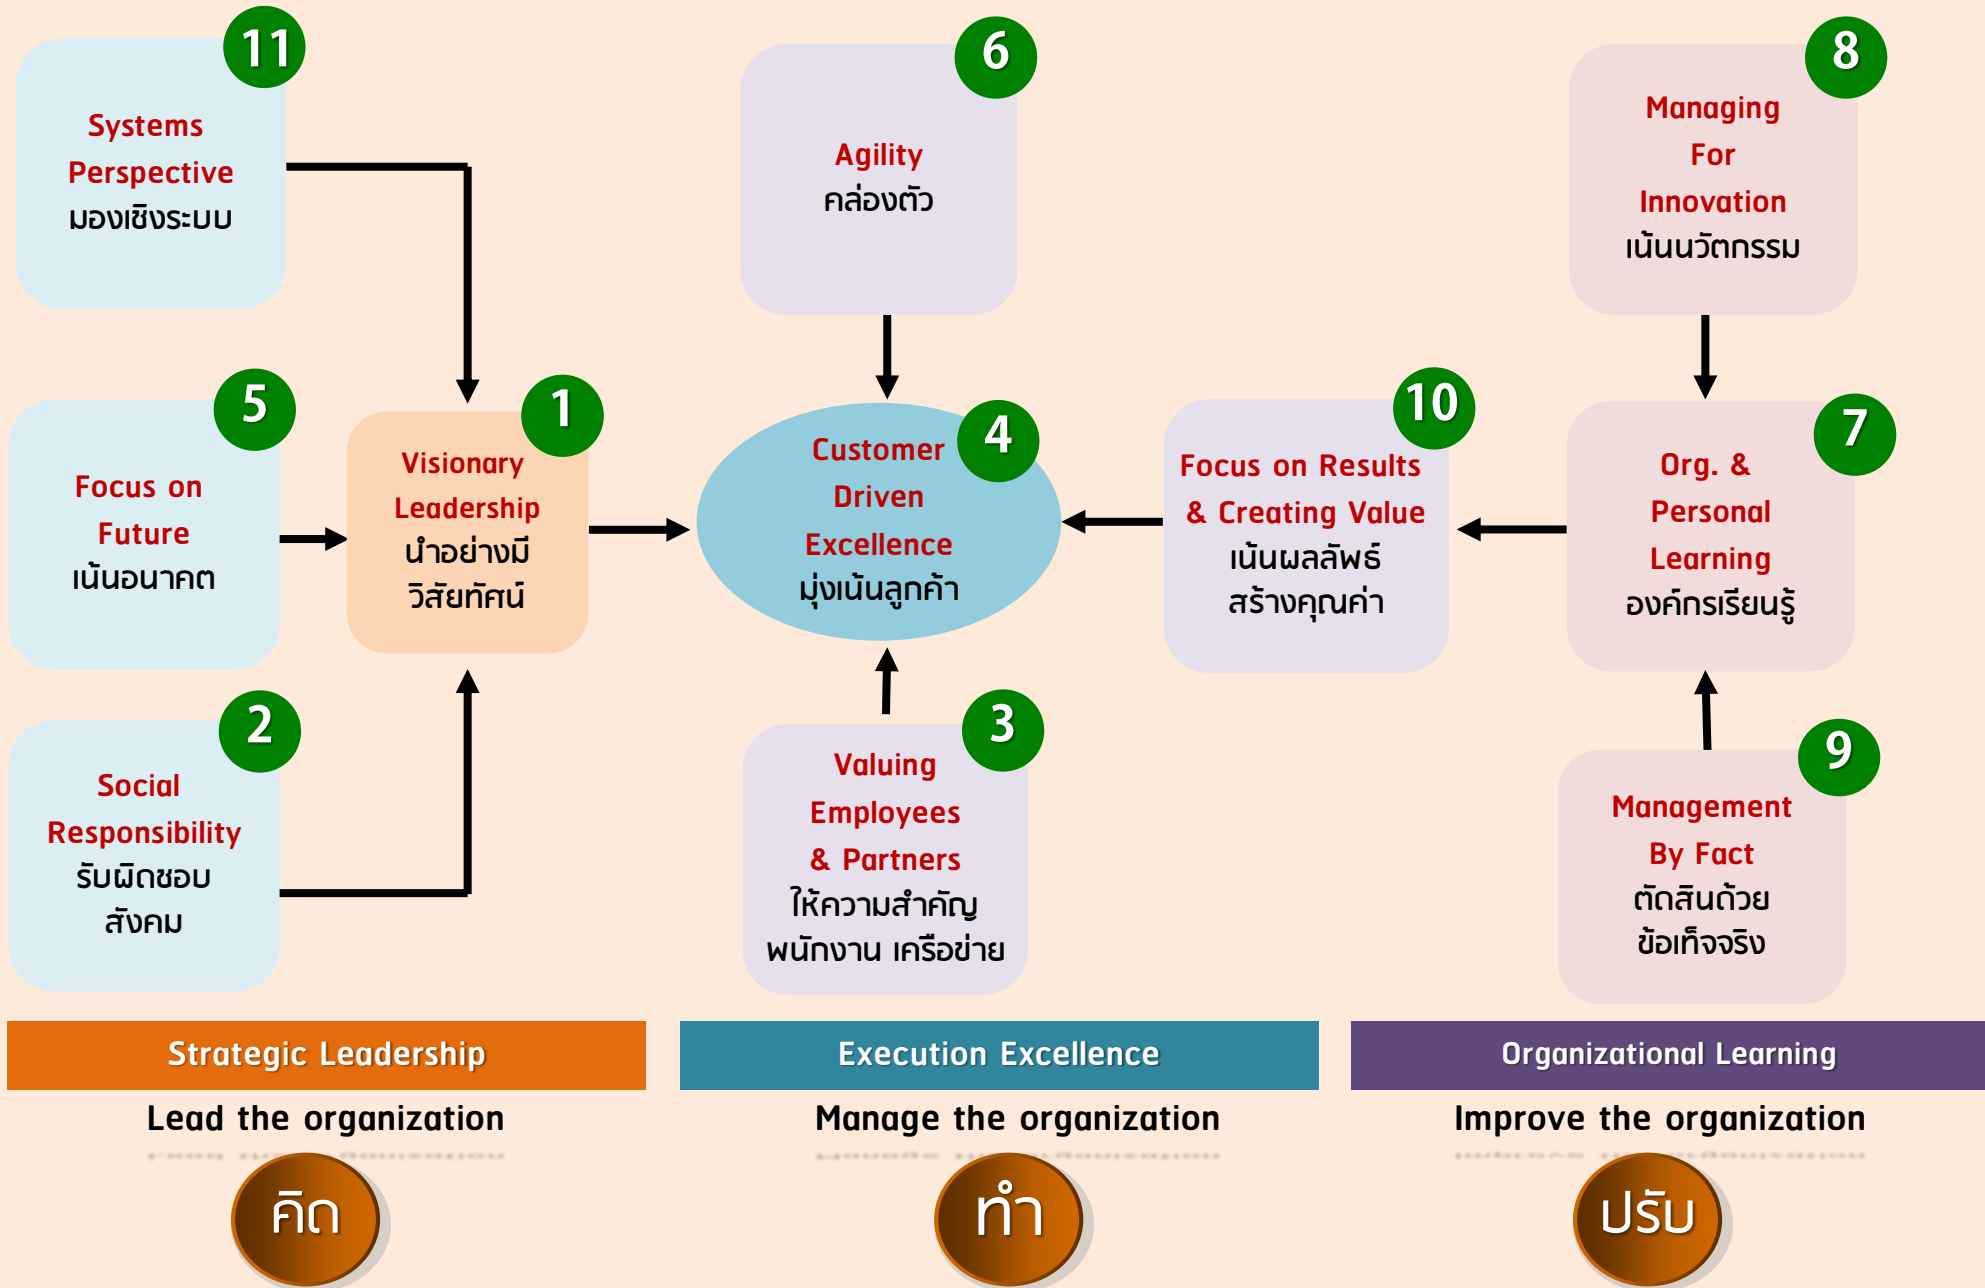 11
Systems
Perspective
มองเชิงระบบ
6
Agility
คล่องตัว
8
Managing
For
Innovation
เน้นนวัตกรรม
5
Focus on
Future
เน้นอนาคต
1
Visionary
Leadership
นำอย่างมี
วิสัยทัศน์
4
Customer
Driven
Excellence
มุ่งเน้นลูกค้า
10
Focus on Results
& Creating Value
เน้นผลลัพธ์
สร้างคุณค่า
7
Org. &
Personal
Learning
องค์กรเรียนรู้
2
Social
Responsibility
รับผิดชอบ
สังคม
3
Valuing
Employees
& Partners
ให้ความสำคัญ
พนักงาน เครือข่าย
9
Management
By Fact
ตัดสินด้วย
ข้อเท็จจริง
Strategic Leadership
Execution Excellence
Organizational Learning
Lead the organization
Manage the organization
Improve the organization
คิด
ทำ
ปรับ